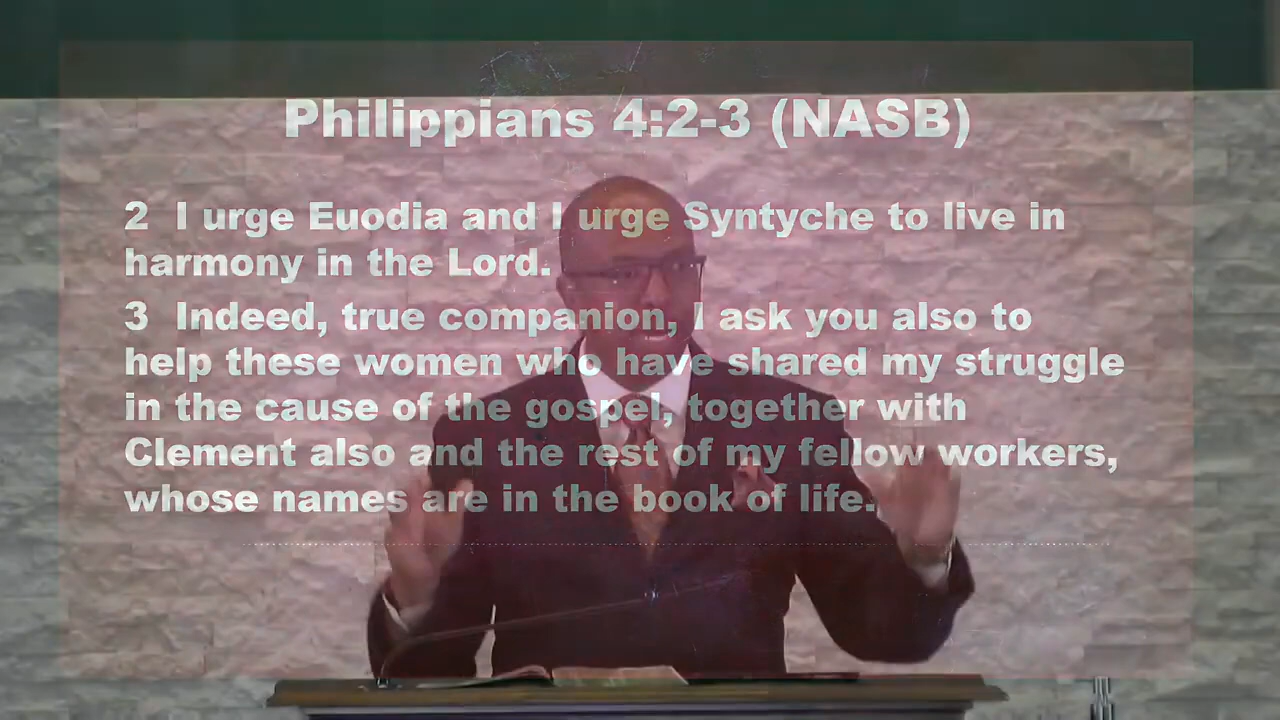 Philippians 4:2-3 (NASB)
2 I urge Euodia and I urge Syntyche to live in
harmony in the Lord.
3 Indeed, true companion, I ask you also to
help these women who have shared my struggle
in the cause of the gospel, together with
Clement also and the rest of my fellow workers,
whose names are in the book of life.